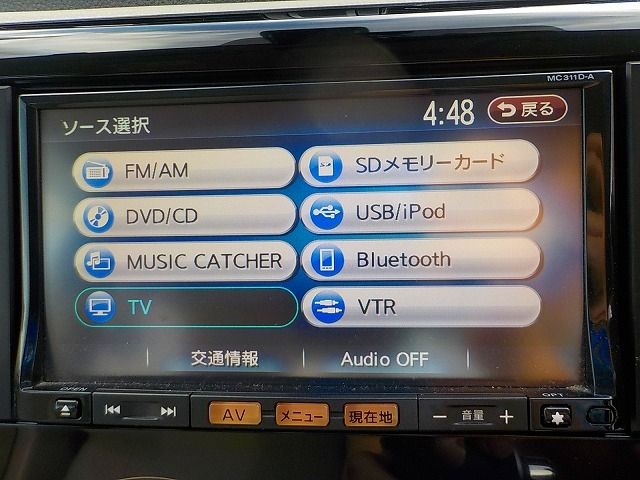 MC311D-A
ソース選択
4:48
戻る
FM/AM
SDメモリーカード
DVD/CD
USB/iPod
MUSIC CATCHER
Bluetooth
TV
VTR
交通情報
Audio OFF
OPEN
OPT
AV
メニュー
現在地
− 音量 +